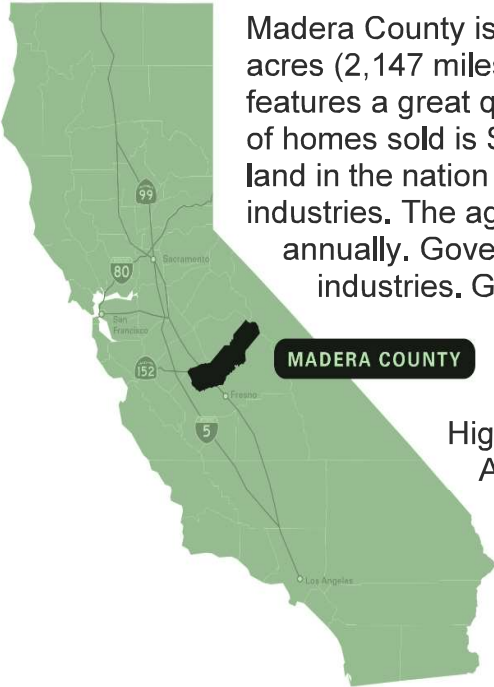 Madera County is
acres (2,147 miles
features a great q
of homes sold is
land in the nation
industries. The ag
annually. Gove
industries. G
99
80
Sacramento
San
Francisco
152
MADERA COUNTY
Fresno
5
Hig
A
Los Angeles